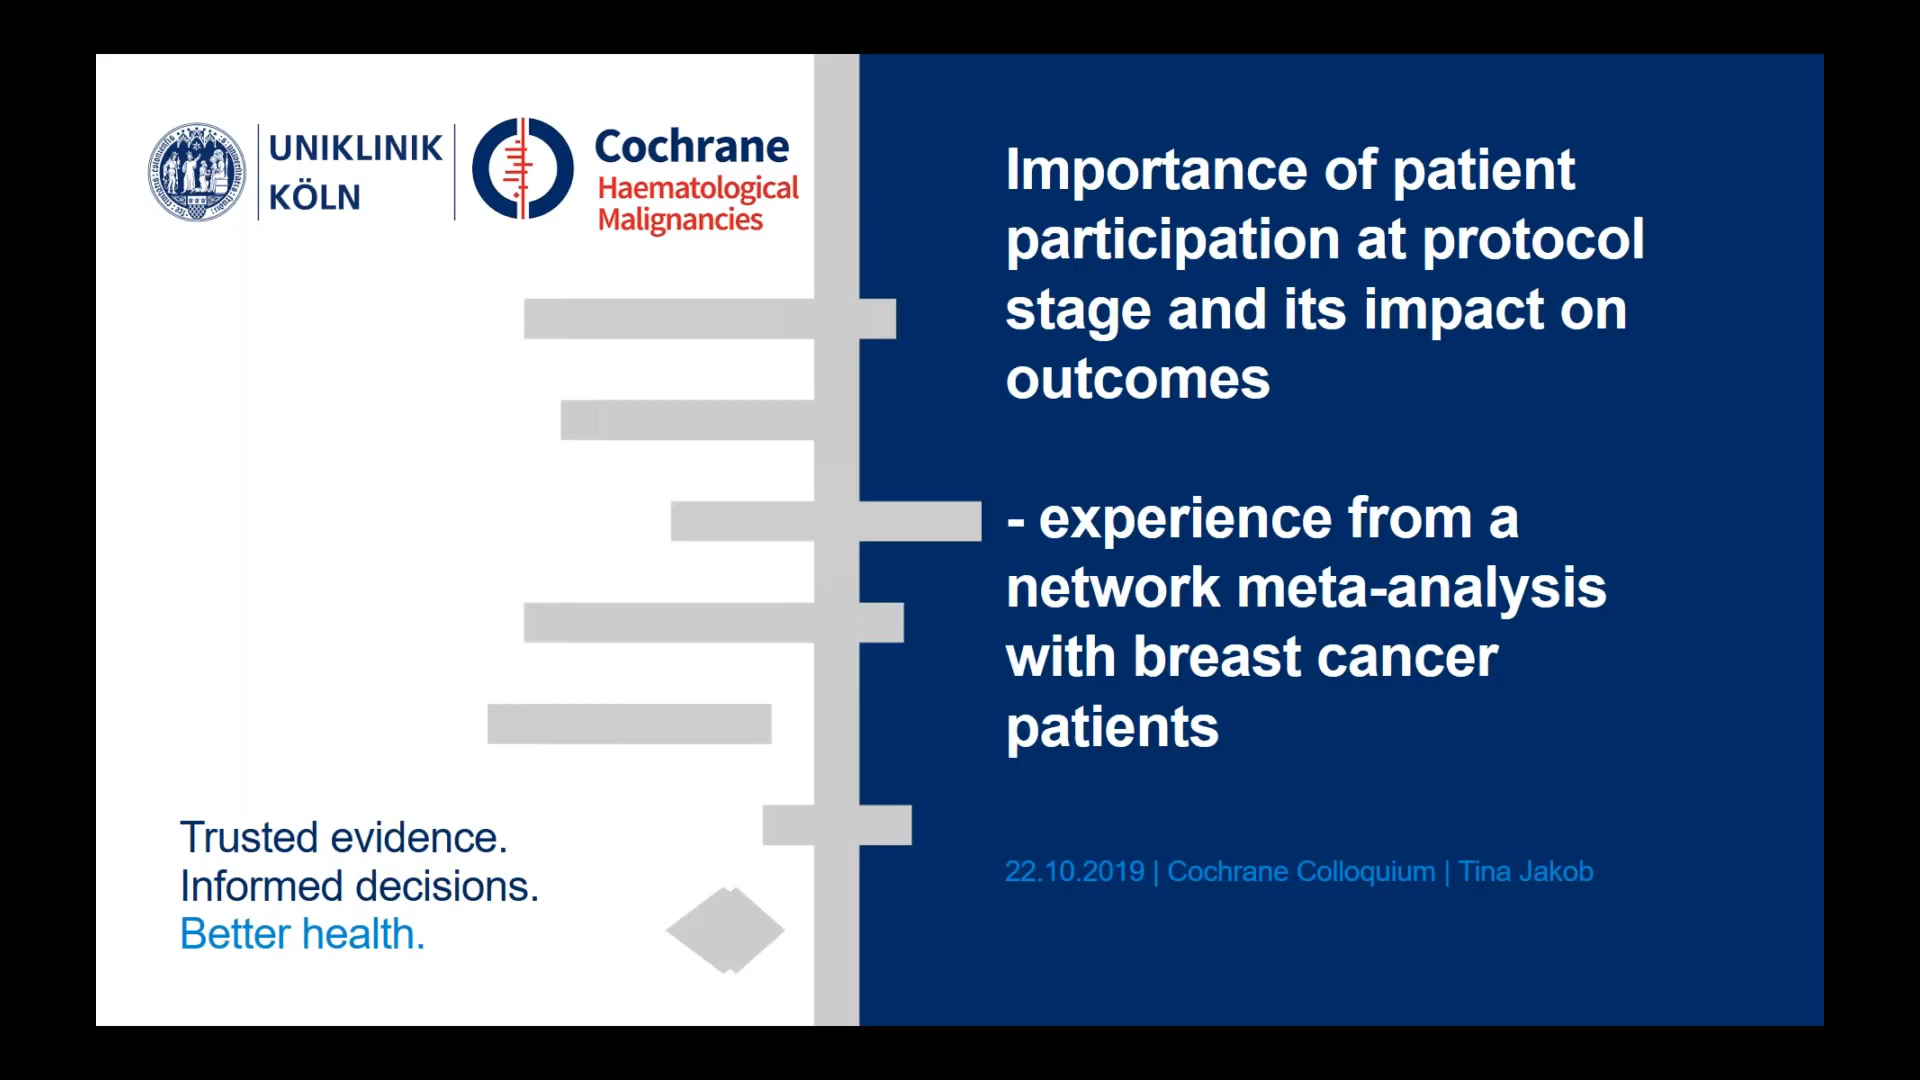 UNIKLINIK
KÖLN
Cochrane
Haematological
Malignancies
Importance of patient
participation at protocol
stage and its impact on
outcomes
- experience from a
network meta-analysis
with breast cancer
patients
22.10.2019 | Cochrane Colloquium | Tina Jakob
Trusted evidence.
Informed decisions.
Better health.